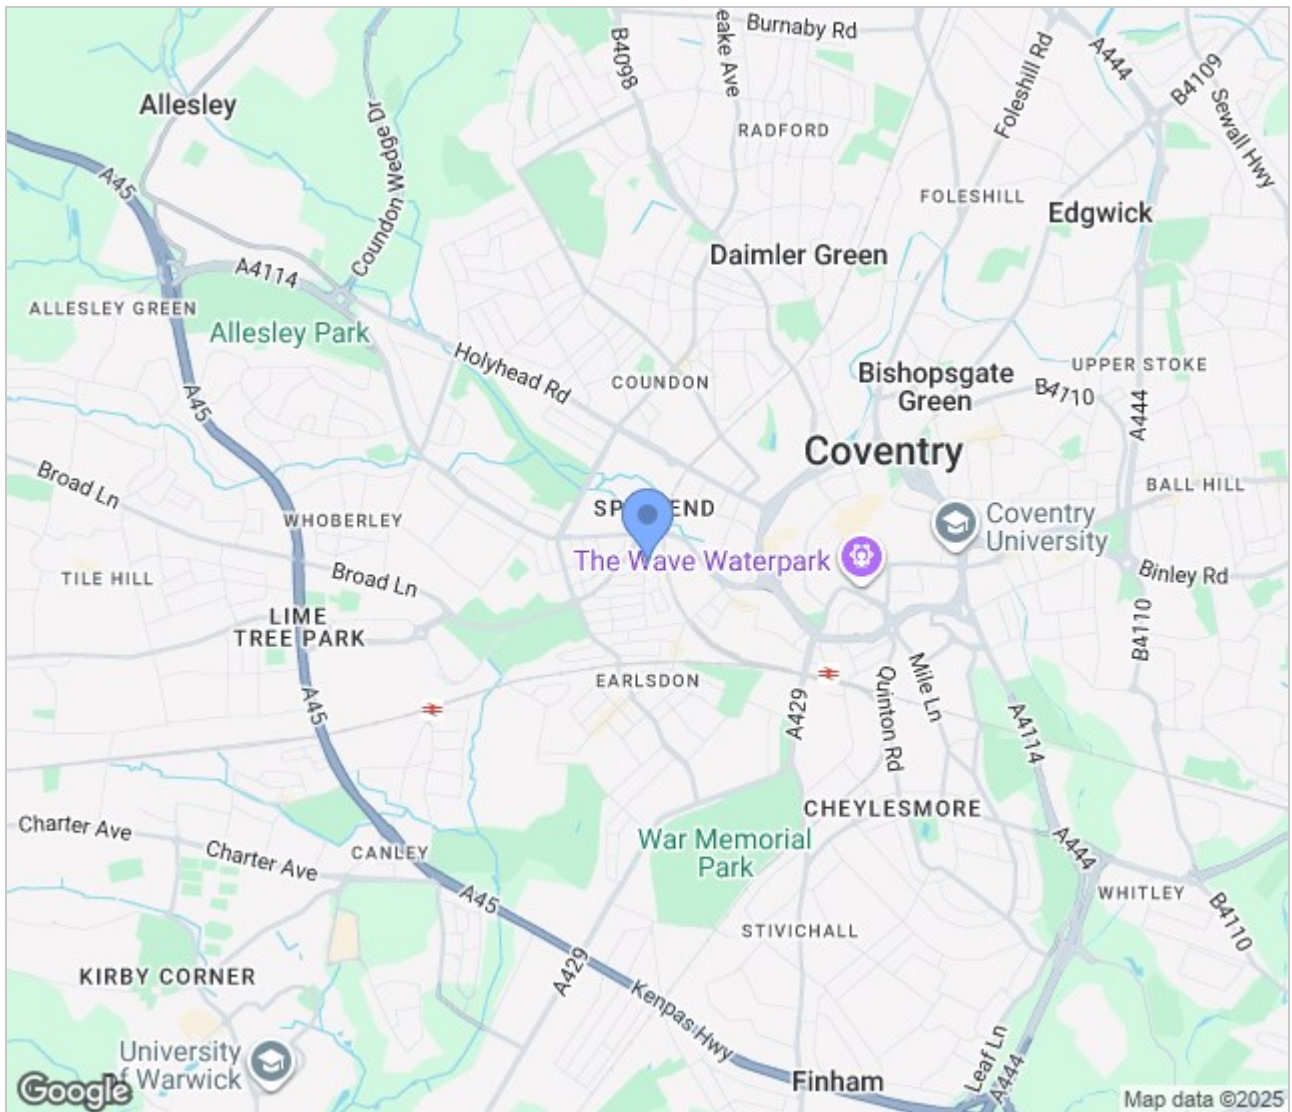 Burnaby Rd
B4098
eake Ave
Foleshill Rd
A444
B4109
Sewall Hwy
Allesley
Coundon Wedge Dr
RADFORD
A45
FOLESHILL
Edgwick
Daimler Green
A4114
ALLESLEY GREEN
Allesley Park
Holyhead Rd
COUNDON
Bishopsgate
Green
B4110
UPPER STOKE
A45
A444
Coventry
Broad Ln
BALL HILL
SP
END
WHOBERLEY
Coventry
University
The Wave Waterpark
TILE HILL
Broad Ln
Binley Rd
LIME
TREE PARK
B4110
EARLSDON
Mile Ln
Quinton Rd
A45
A429
A4114
CHEYLESMORE
Charter Ave
War Memorial
Park
Charter Ave
CANLEY
A444
A45
WHITLEY
B4110
STIVICHALL
KIRBY CORNER
A429
Kenpas Hwy
University
of Warwick
Leaf Ln
A444
Finham
Google
Map data ©2025